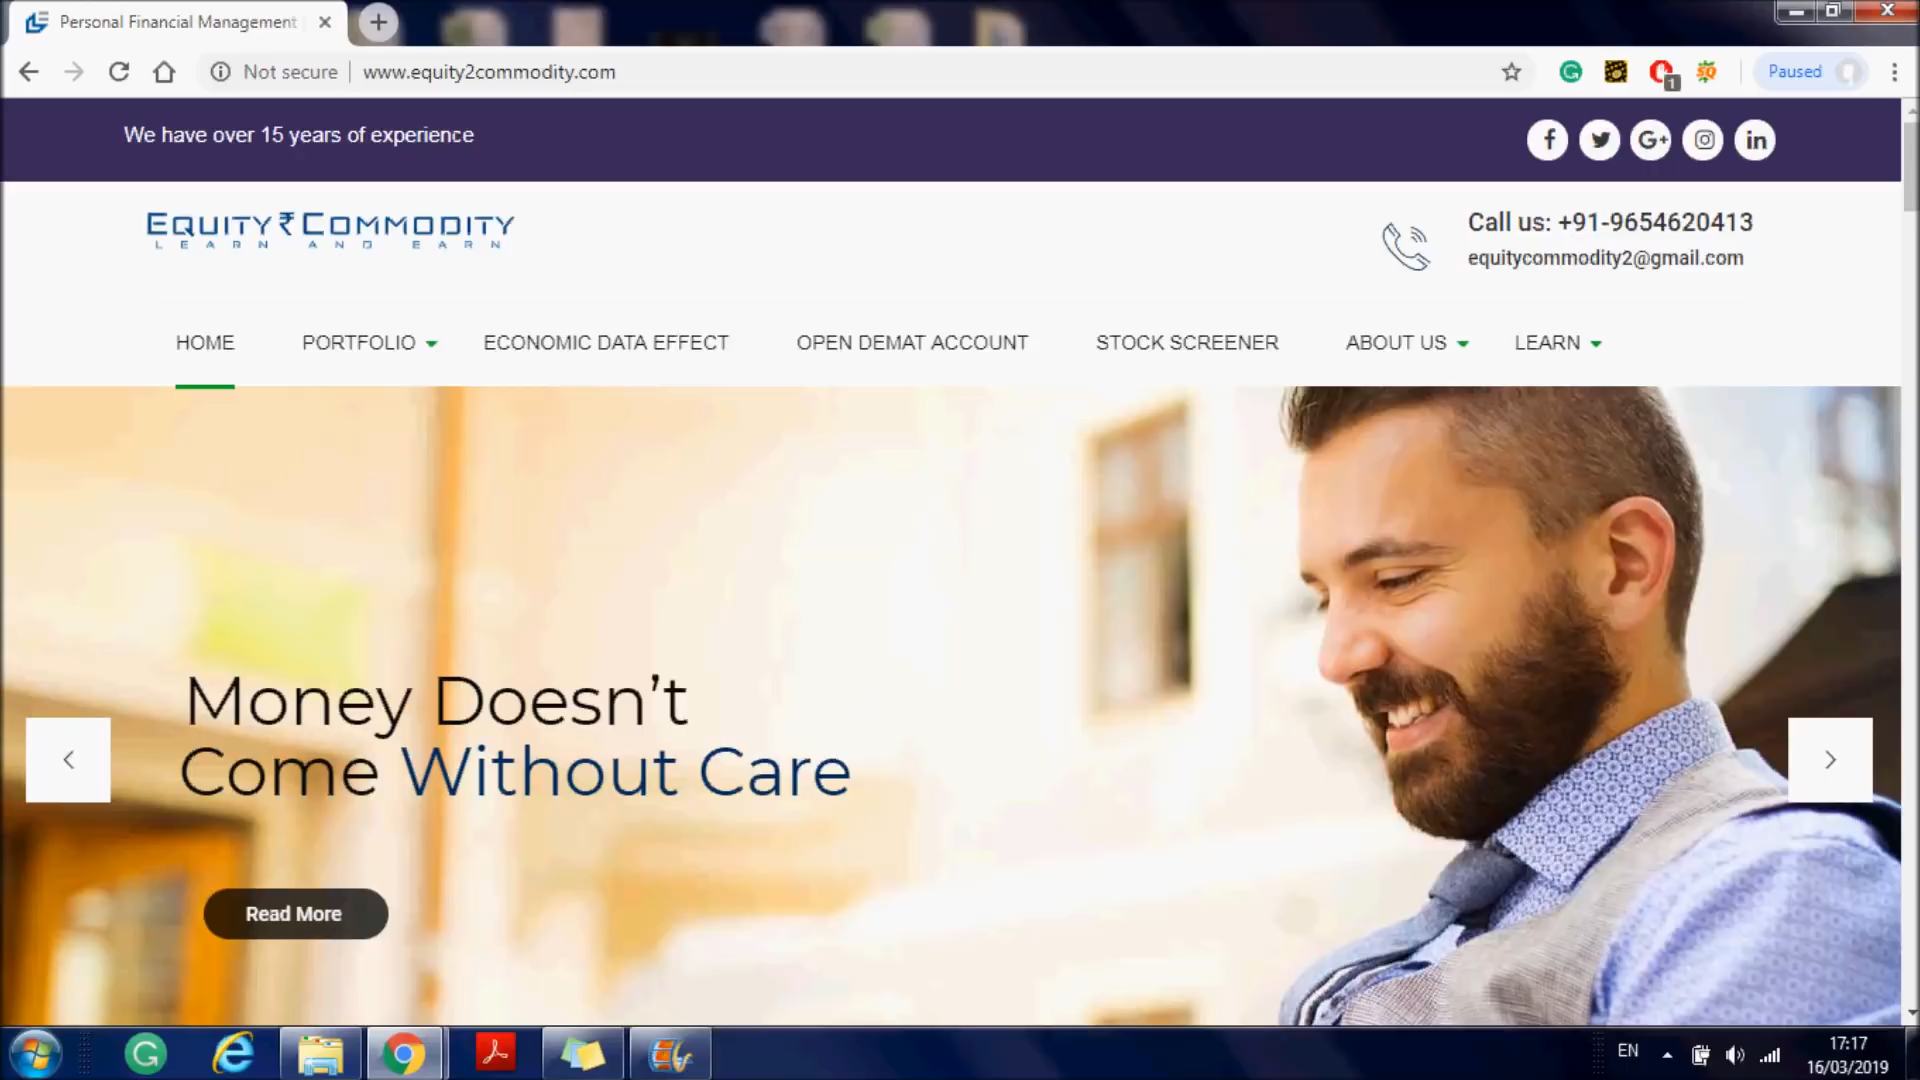 Personal Financial Management
Not secure
www.equity2commodity.com
1
Paused
We have over 15 years of experience
EQUITY ₹ COMMODITY
LEARN AND EARN
Call us: +91-9654620413
equitycommodity2@gmail.com
HOME
PORTFOLIO
ECONOMIC DATA EFFECT
OPEN DEMAT ACCOUNT
STOCK SCREENER
ABOUT US
LEARN
Money Doesn’t
Come Without Care
Read More
EN
17:17
16/03/2019